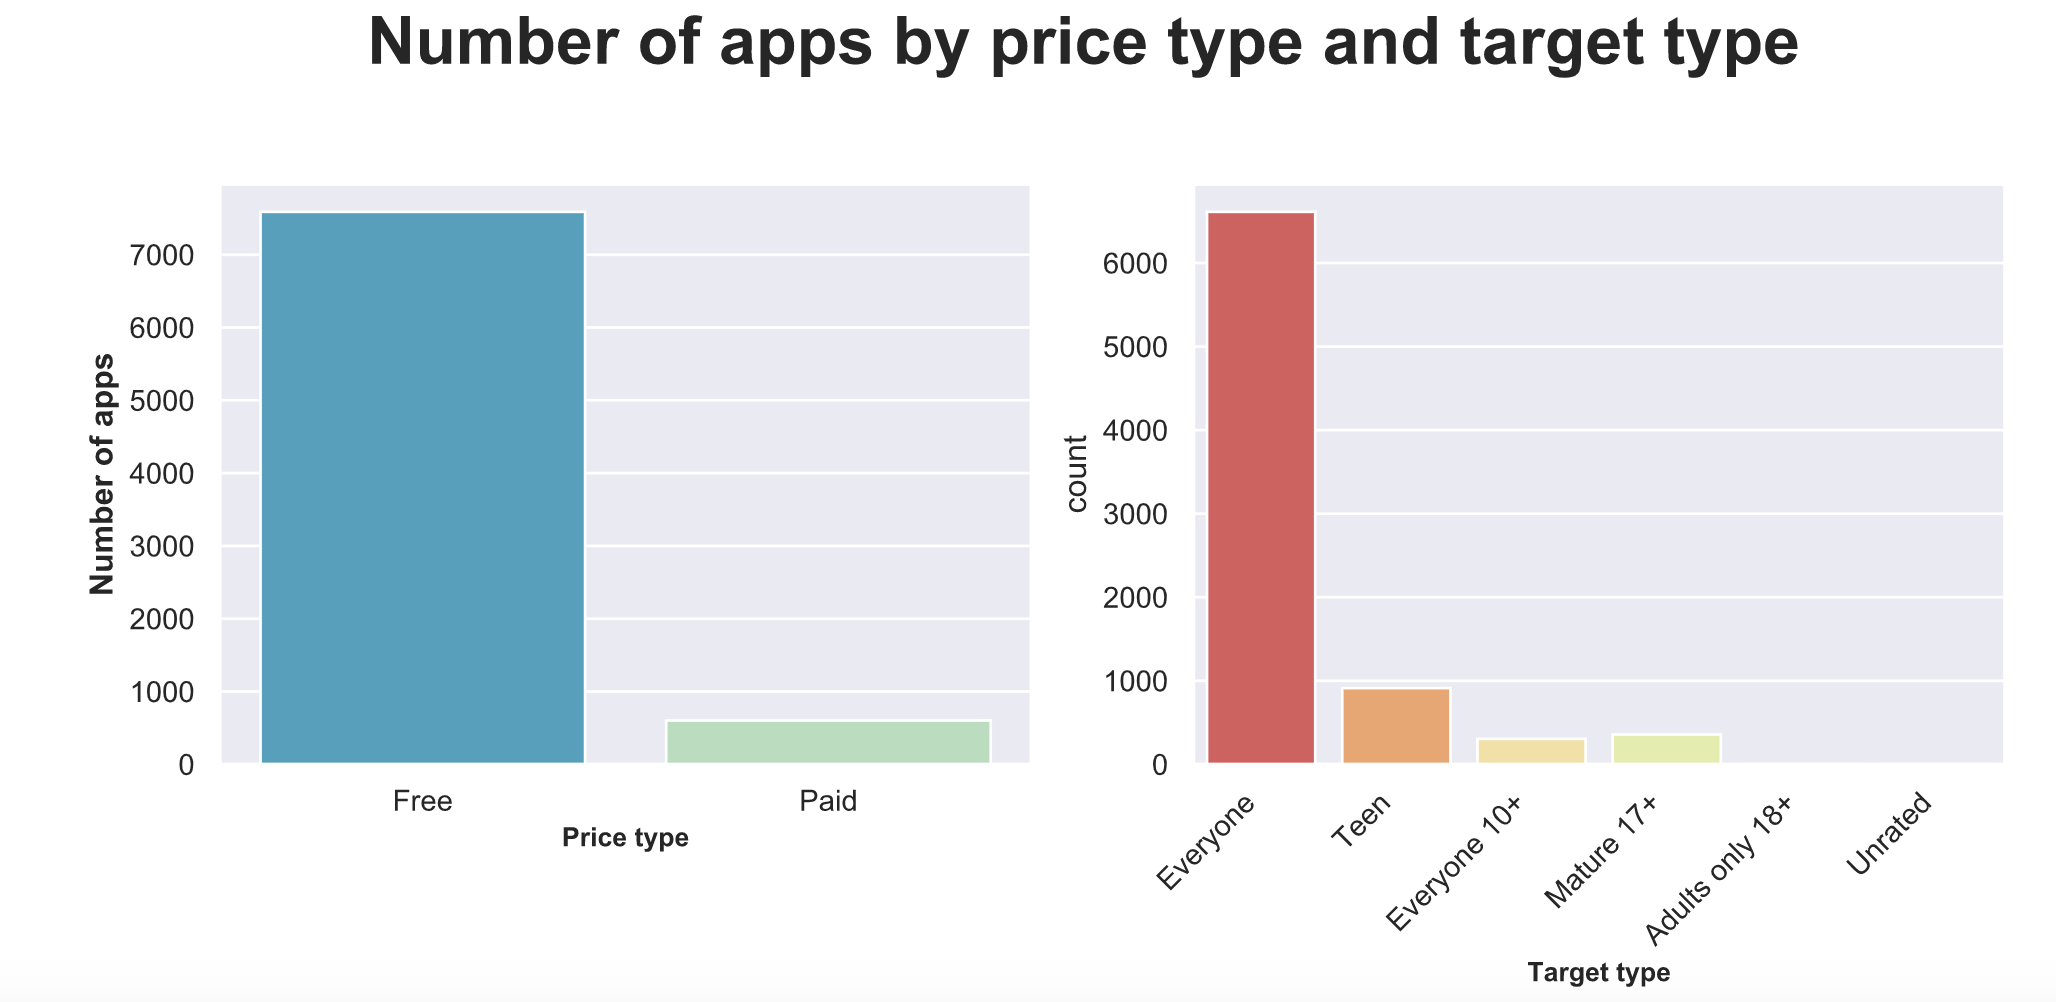 Number of apps by price type and target type
Number of apps
7000
6000
5000
4000
3000
2000
1000
0
Free
Paid
Price type
count
6000
5000
4000
3000
2000
1000
0
Everyone
Teen
Everyone 10+
Mature 17+
Adults only 18+
Unrated
Target type